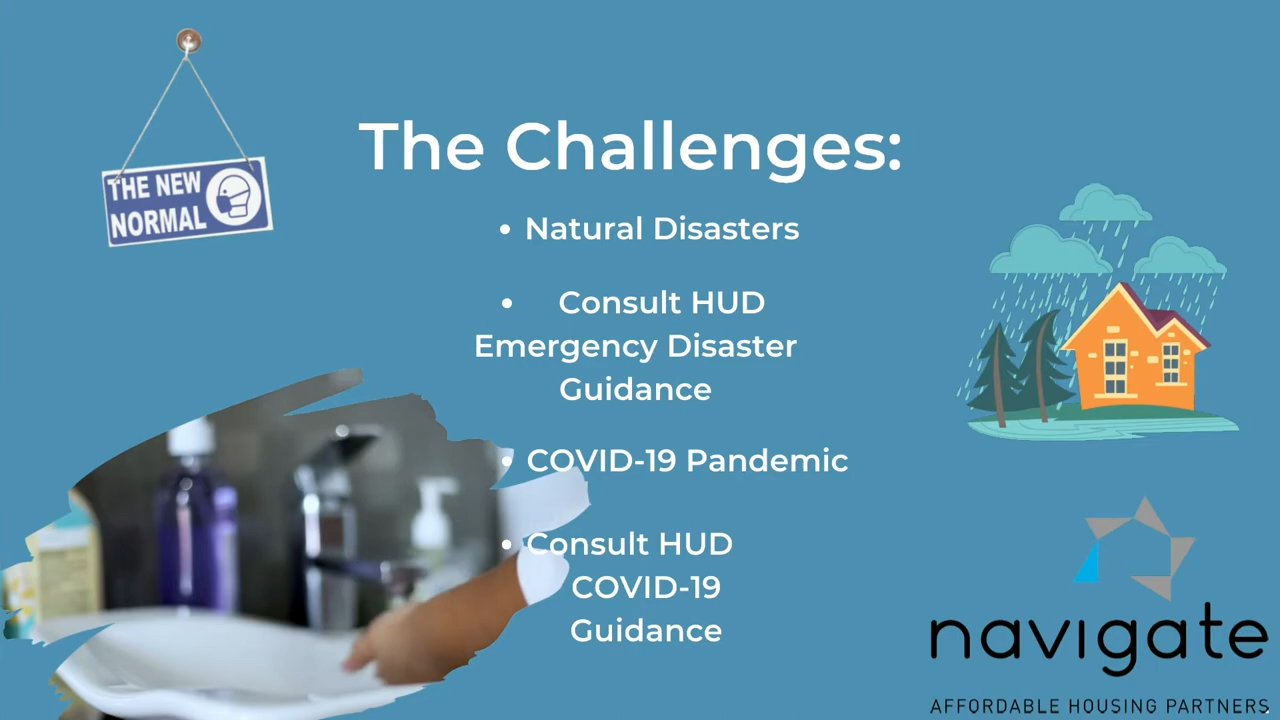 THE NEW
NORMAL
The Challenges:
• Natural Disasters
• Consult HUD
Emergency Disaster
Guidance
• COVID-19 Pandemic
• Consult HUD
COVID-19
Guidance
navigate
AFFORDABLE HOUSING PARTNERS